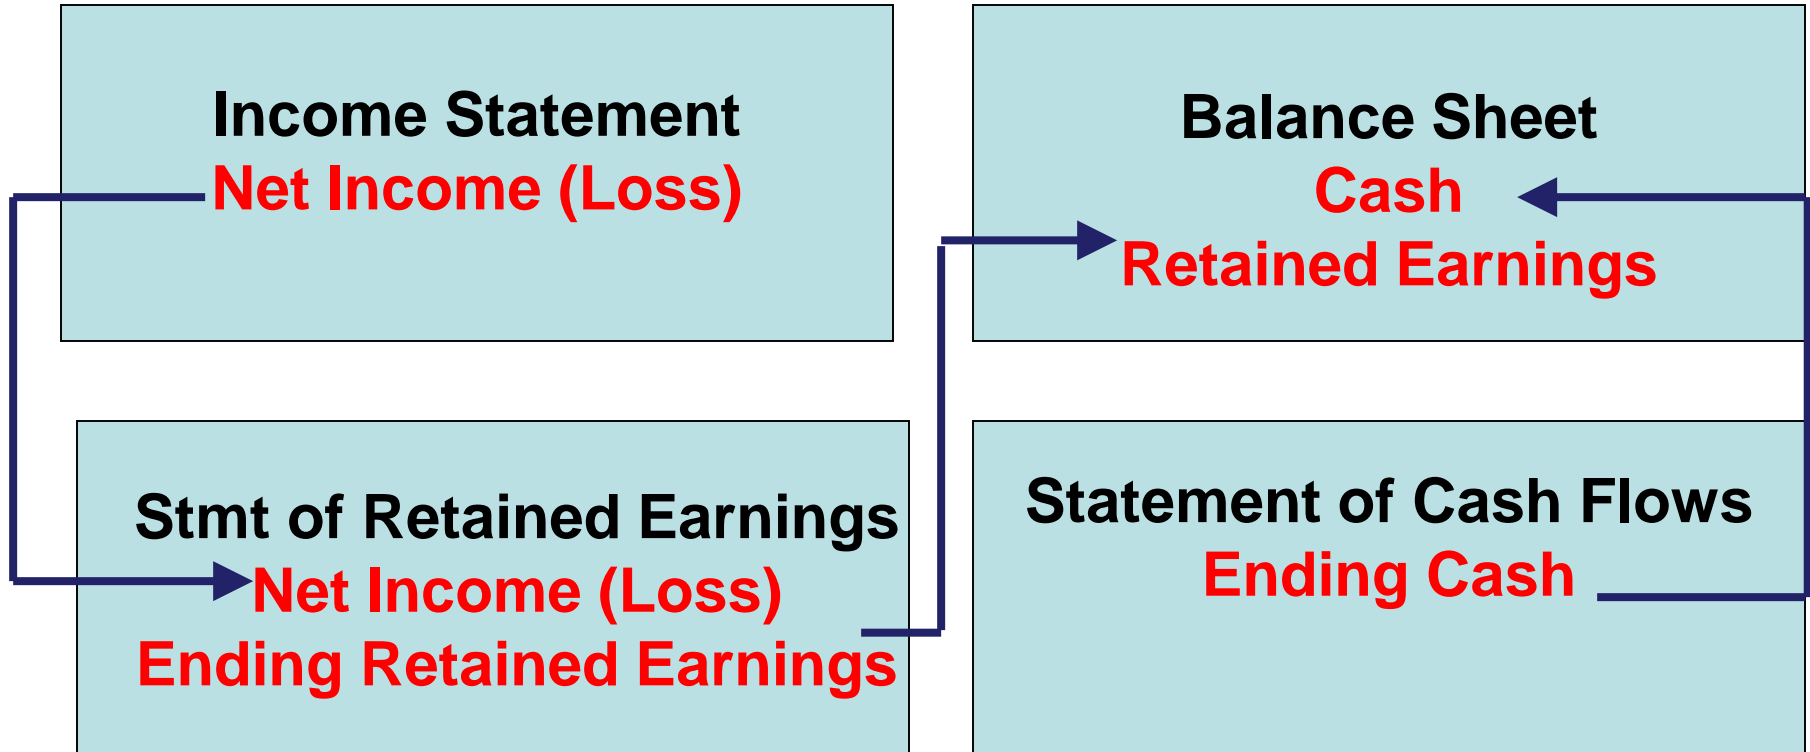 Income Statement
Net Income (Loss)
Balance Sheet
Cash
Retained Earnings
Stmt of Retained Earnings
Net Income (Loss)
Ending Retained Earnings
Statement of Cash Flows
Ending Cash